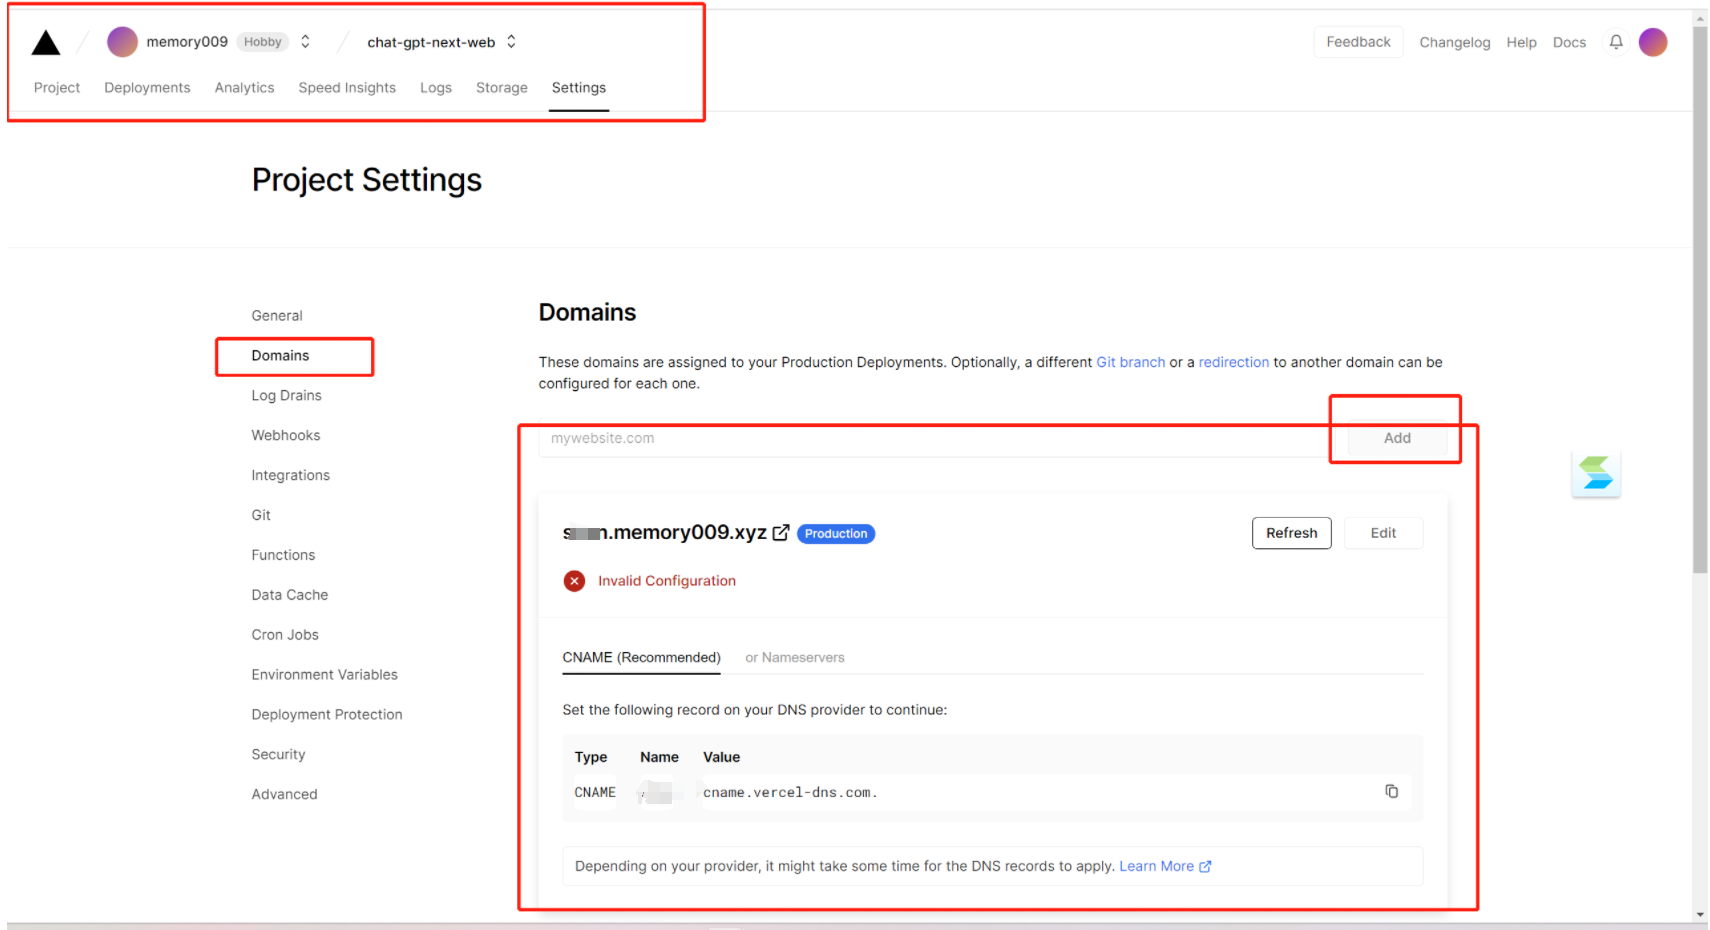 memory009 Hobby chat-gpt-next-web Feedback Changelog Help Docs
Project Deployments Analytics Speed Insights Logs Storage Settings
Project Settings
General
Domains
Log Drains
Webhooks
Integrations
Git
Functions
Data Cache
Cron Jobs
Environment Variables
Deployment Protection
Security
Advanced
Domains
These domains are assigned to your Production Deployments. Optionally, a different Git branch or a redirection to another domain can be
configured for each one.
mywebsite.com Add
.memory009.xyz Production Refresh Edit
Invalid Configuration
CNAME (Recommended) or Nameservers
Set the following record on your DNS provider to continue:
Type Name Value
CNAME cname.vercel-dns.com.
Depending on your provider, it might take some time for the DNS records to apply. Learn More